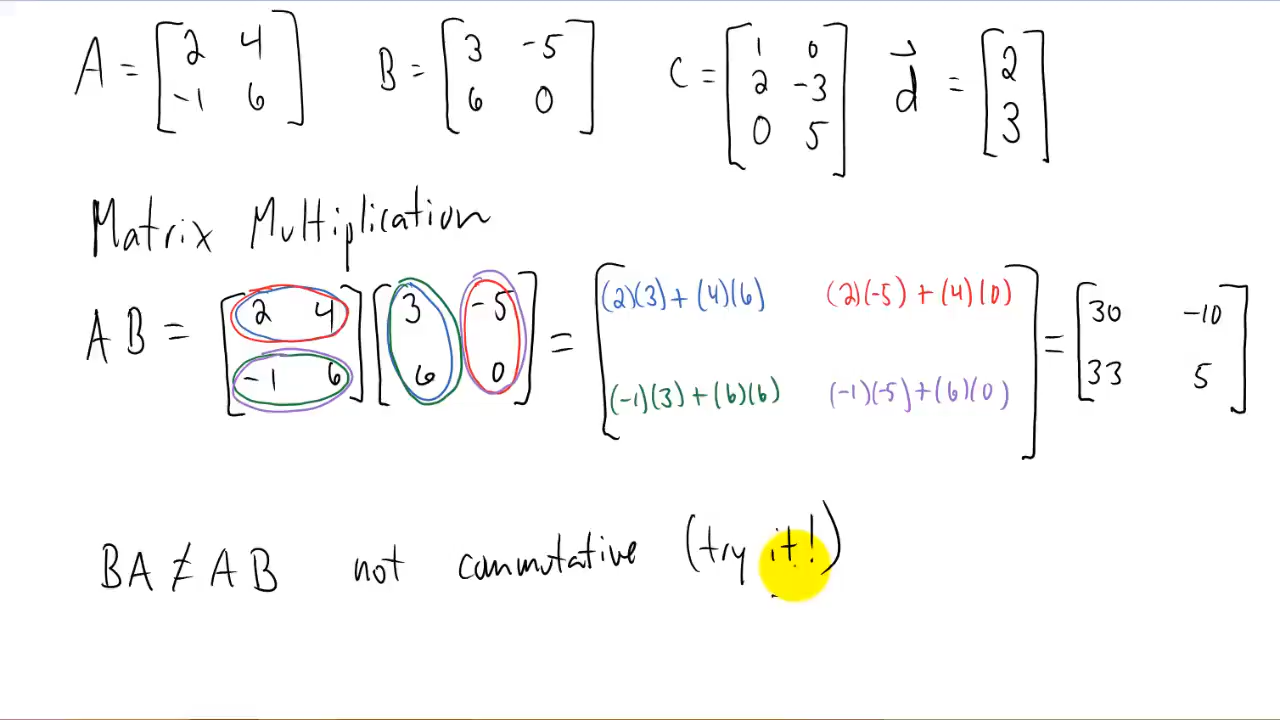 A = [2 4; -1 6] B = [3 -5; 6 0] C = [1 0; 2 -3; 0 5] d⃗ = [2; 3]
Matrix Multiplication
AB = [2 4; -1 6] [3 -5; 6 0] = [(2)(3) + (4)(6) (2)(-5) + (4)(0); (-1)(3) + (6)(6) (-1)(-5) + (6)(0)] = [30 -10; 33 5]
BA ≠ AB not commutative (try it!)